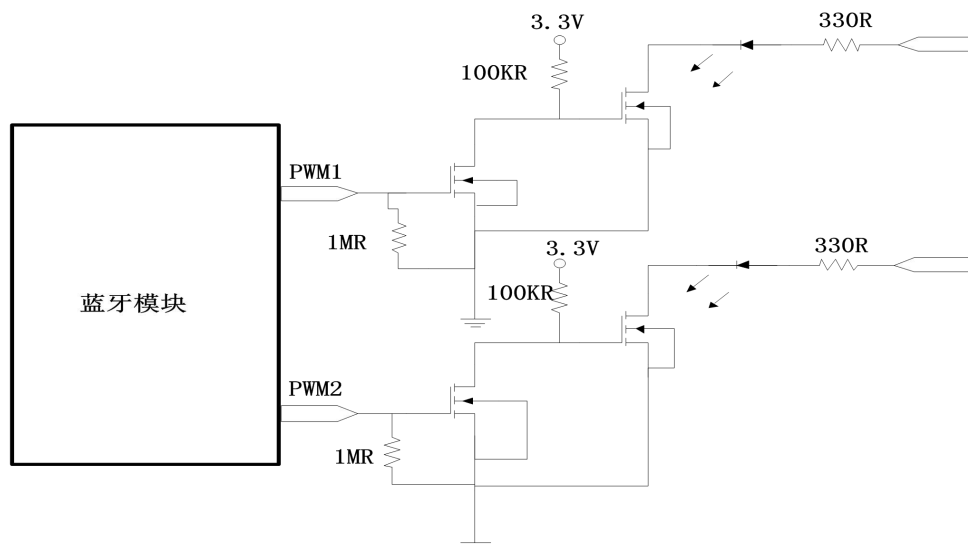 3.3V
330R
100KR
PWM1
1MR
3.3V
330R
100KR
蓝牙模块
PWM2
1MR